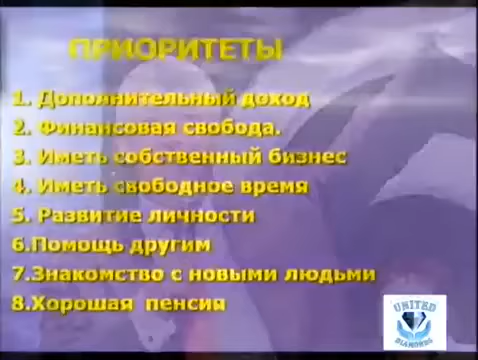 ПРИОРИТЕТЫ
1. Дополнительный доход
2. Финансовая свобода.
3. Иметь собственный бизнес
4. Иметь свободное время
5. Развитие личности
6.Помощь другим
7.Знакомство с новыми людьми
8.Хорошая пенсия
UNITED
DIAMONDS